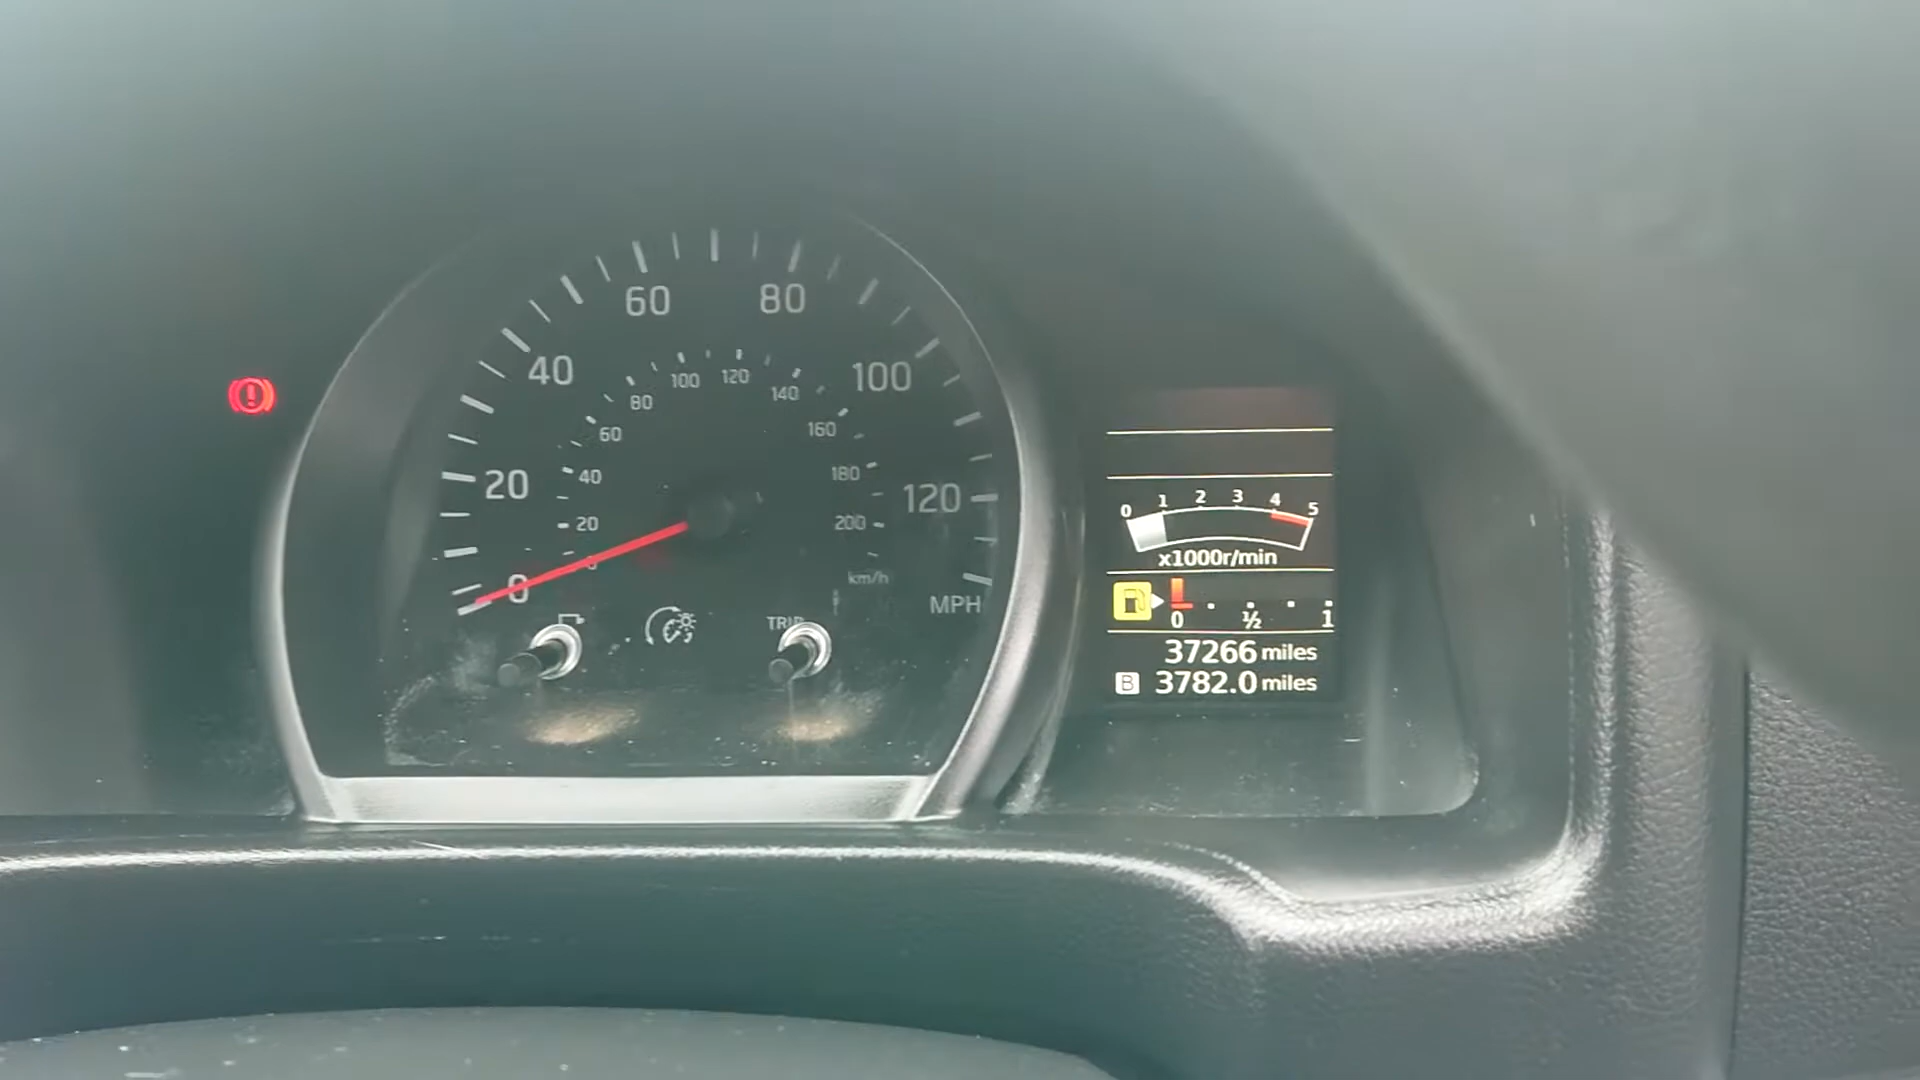 20 40 60 80 100 120
MPH
20 40 60 80 100 120 140 160 180 200
km/h
0
TRIP
0 1 2 3 4 5
x1000r/min
0 ½ 1
37266 miles
B 3782.0 miles